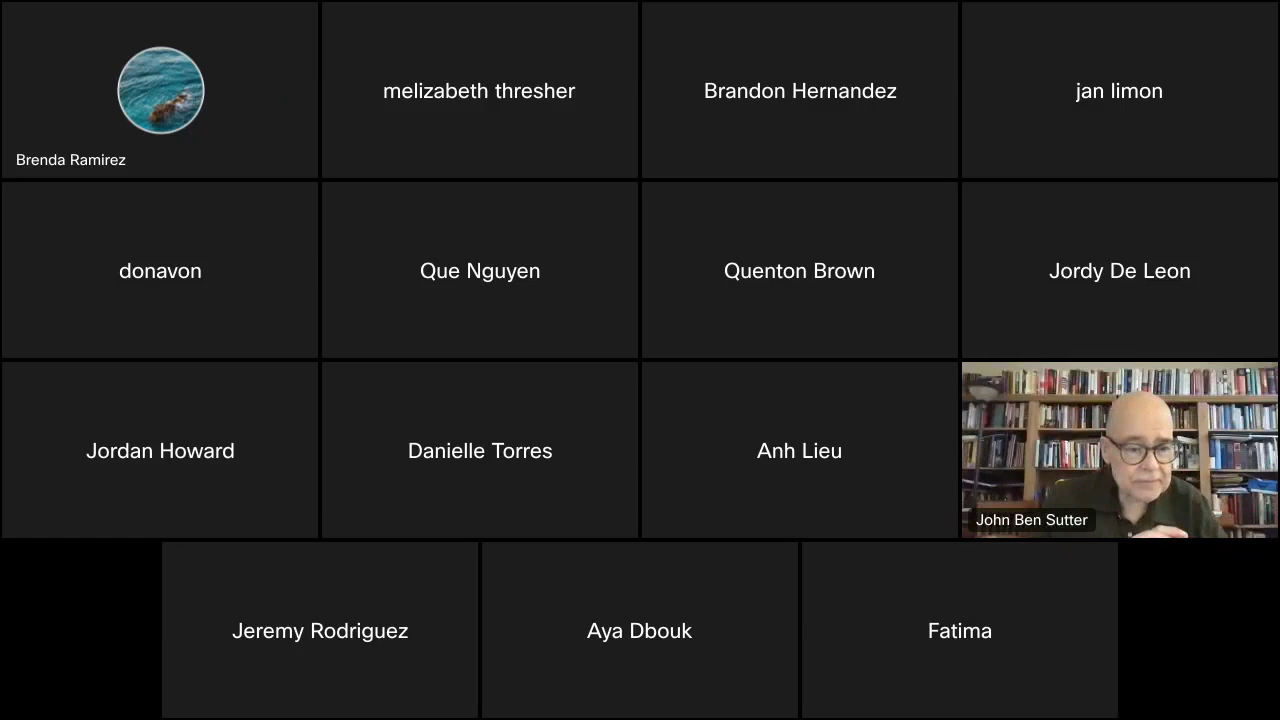 Brenda Ramirez
melizabeth thresher
Brandon Hernandez
jan limon
donavon
Que Nguyen
Quenton Brown
Jordy De Leon
Jordan Howard
Danielle Torres
Anh Lieu
John Ben Sutter
Jeremy Rodriguez
Aya Dbouk
Fatima